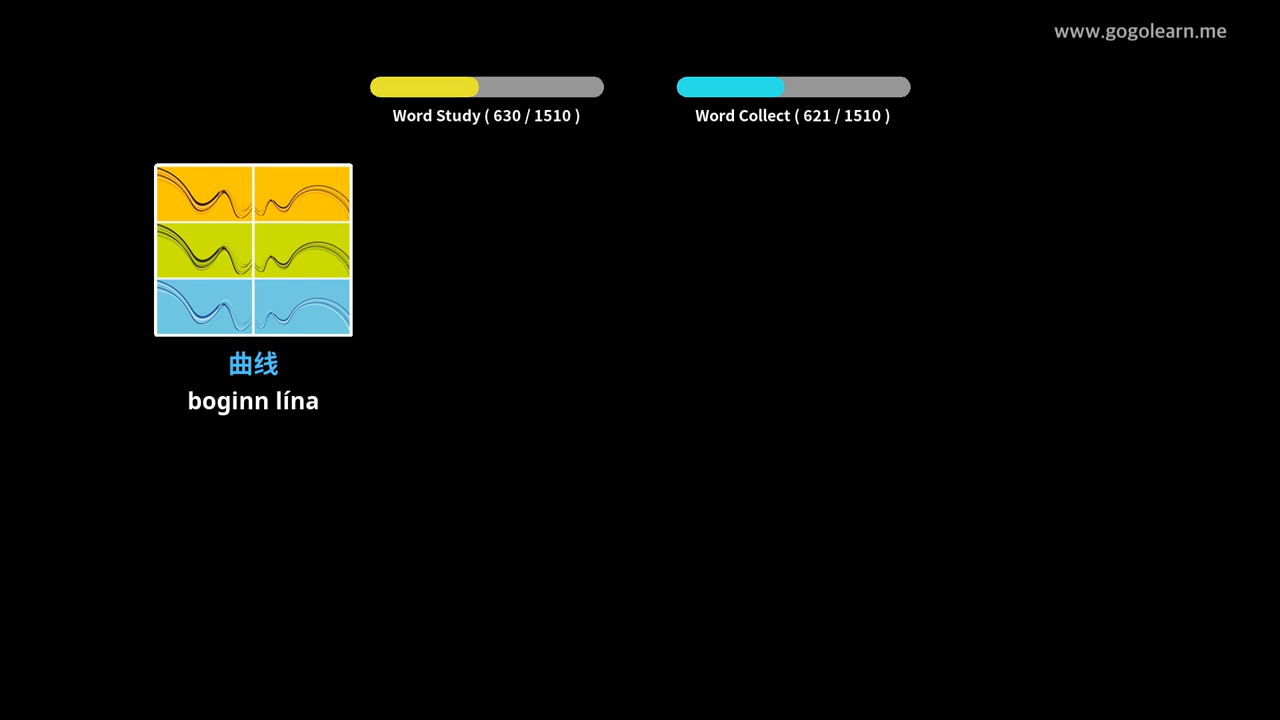 www.gogolearn.me
Word Study ( 630 / 1510 )
Word Collect ( 621 / 1510 )
曲线
boginn lína